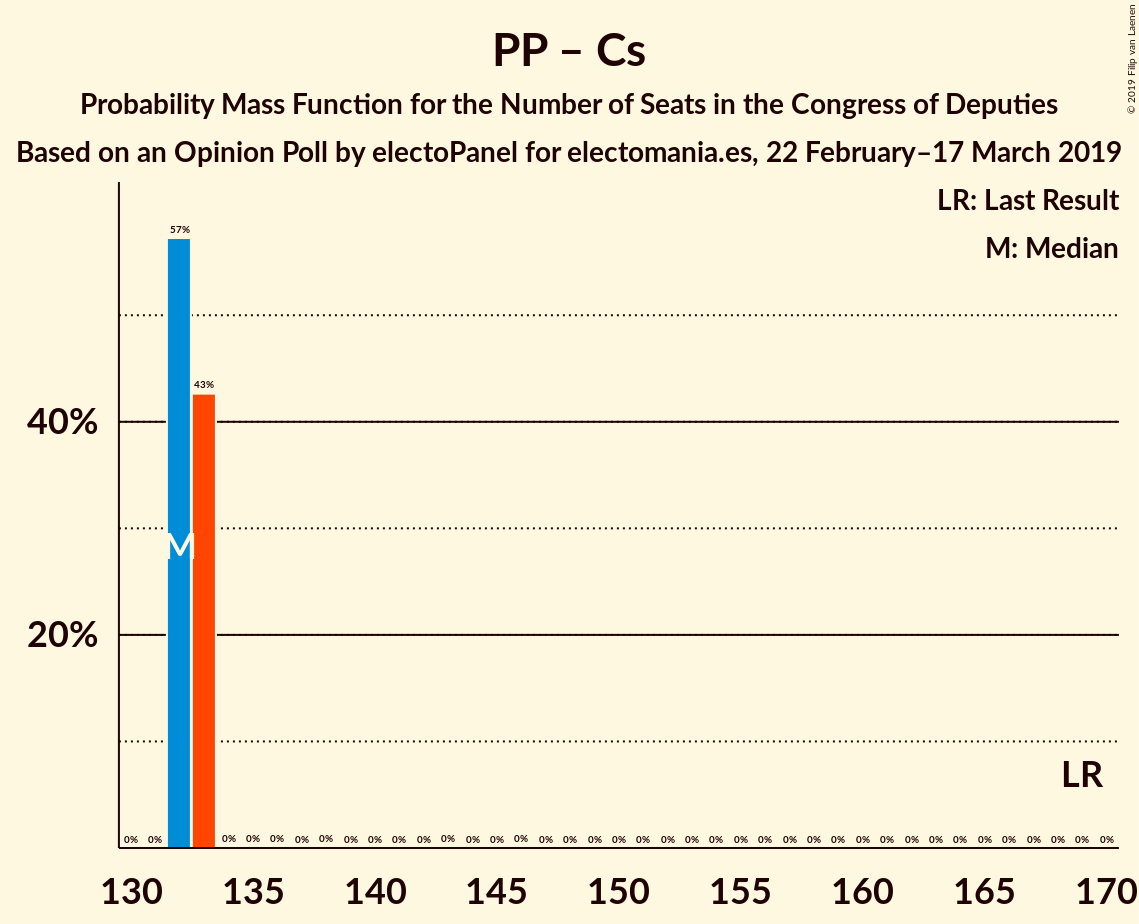 PP – Cs
Probability Mass Function for the Number of Seats in the Congress of Deputies
Based on an Opinion Poll by electoPanel for electomania.es, 22 February–17 March 2019
© 2019 Filip van Laenen
LR: Last Result
M: Median
57%
43%
40%
M
20%
LR
0% 0% 0% 0% 0% 0% 0% 0% 0% 0% 0% 0% 0% 0% 0% 0% 0% 0% 0% 0% 0% 0% 0% 0% 0% 0% 0% 0% 0% 0% 0% 0% 0% 0% 0% 0% 0% 0% 0%
130 135 140 145 150 155 160 165 170